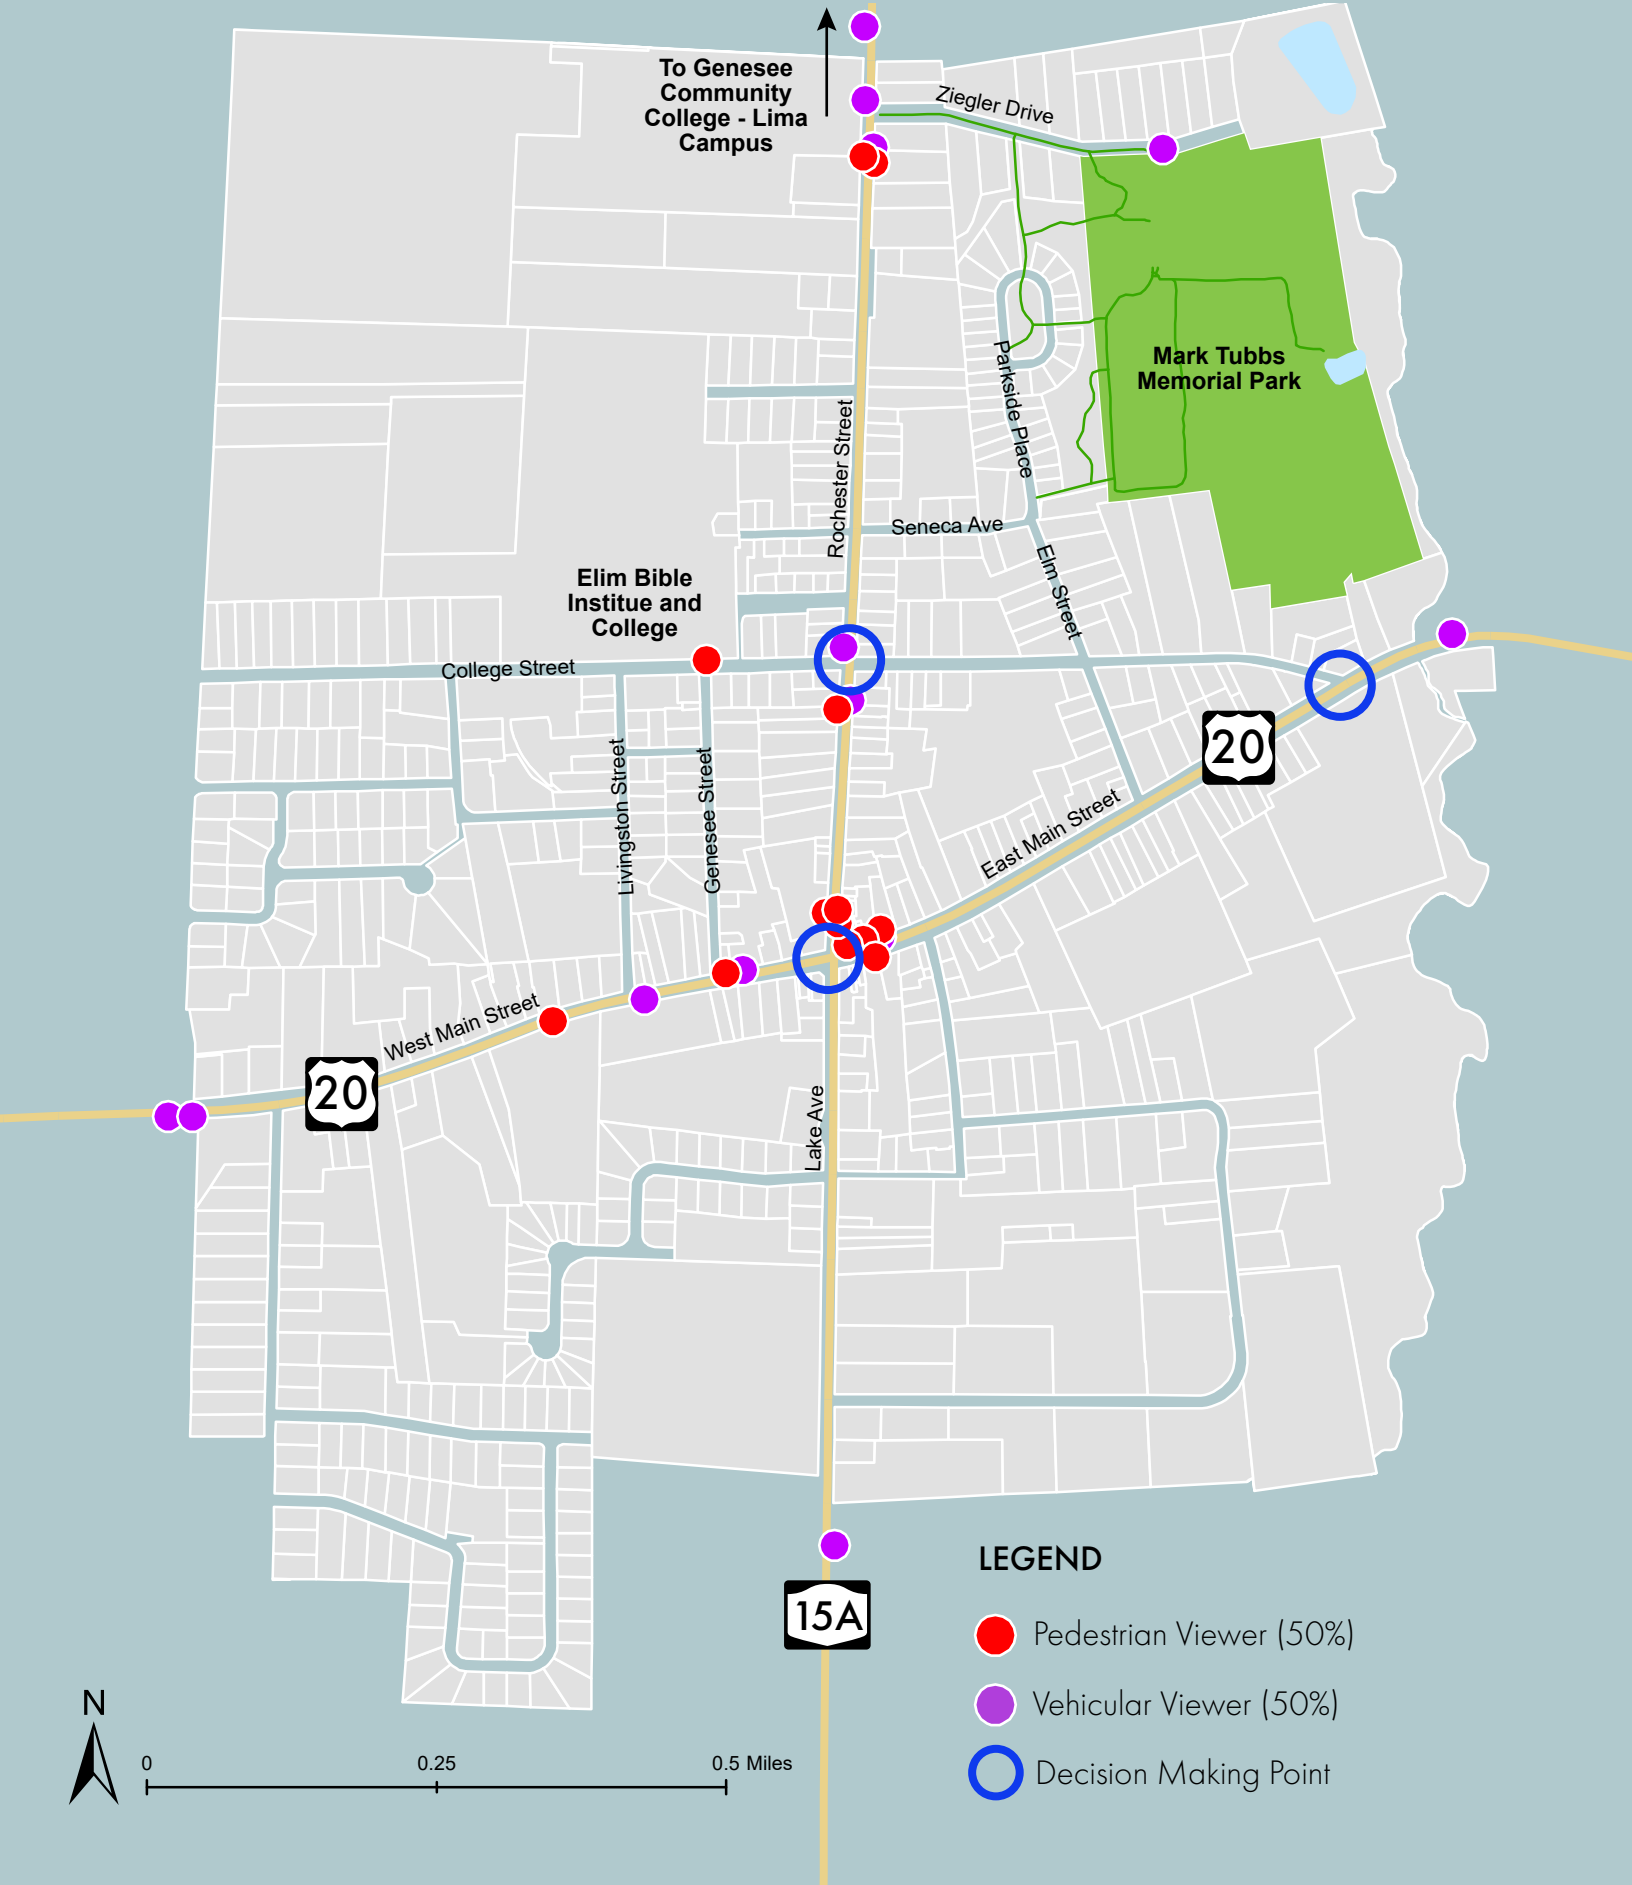 To Genesee
Community
College - Lima
Campus
Ziegler Drive
Mark Tubbs
Memorial Park
Parkside Place
Rochester Street
Seneca Ave
Elm Street
Elim Bible
Institue and
College
College Street
20
Livingston Street
Genesee Street
East Main Street
West Main Street
20
Lake Ave
15A
LEGEND
Pedestrian Viewer (50%)
Vehicular Viewer (50%)
Decision Making Point
N
0 0.25 0.5 Miles